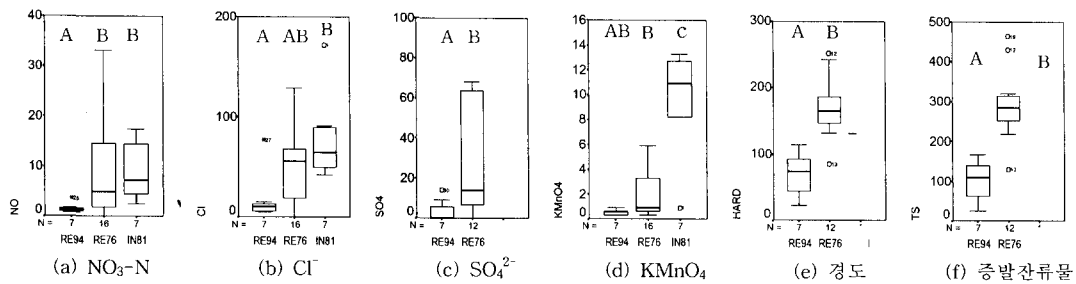 40
30
20
10
0
NO
A B B
N = 7 16 7
RE94 RE76 IN81
(a) NO₃-N
200
100
0
Cl
A AB B
N = 7 16 7
RE94 RE76 IN81
(b) Cl⁻
100
80
60
40
20
0
SO4
A B
N = 7 12
RE94 RE76
(c) SO₄²⁻
16
14
12
10
8
6
4
2
0
KMnO4
AB B C
N = 7 16 7
RE94 RE76 IN81
(d) KMnO₄
300
200
100
0
HARD
A B
N = 7 12
RE94 RE76
(e) 경도
500
400
300
200
100
0
TS
A B
N = 7 12
RE94 RE76
(f) 증발잔류물